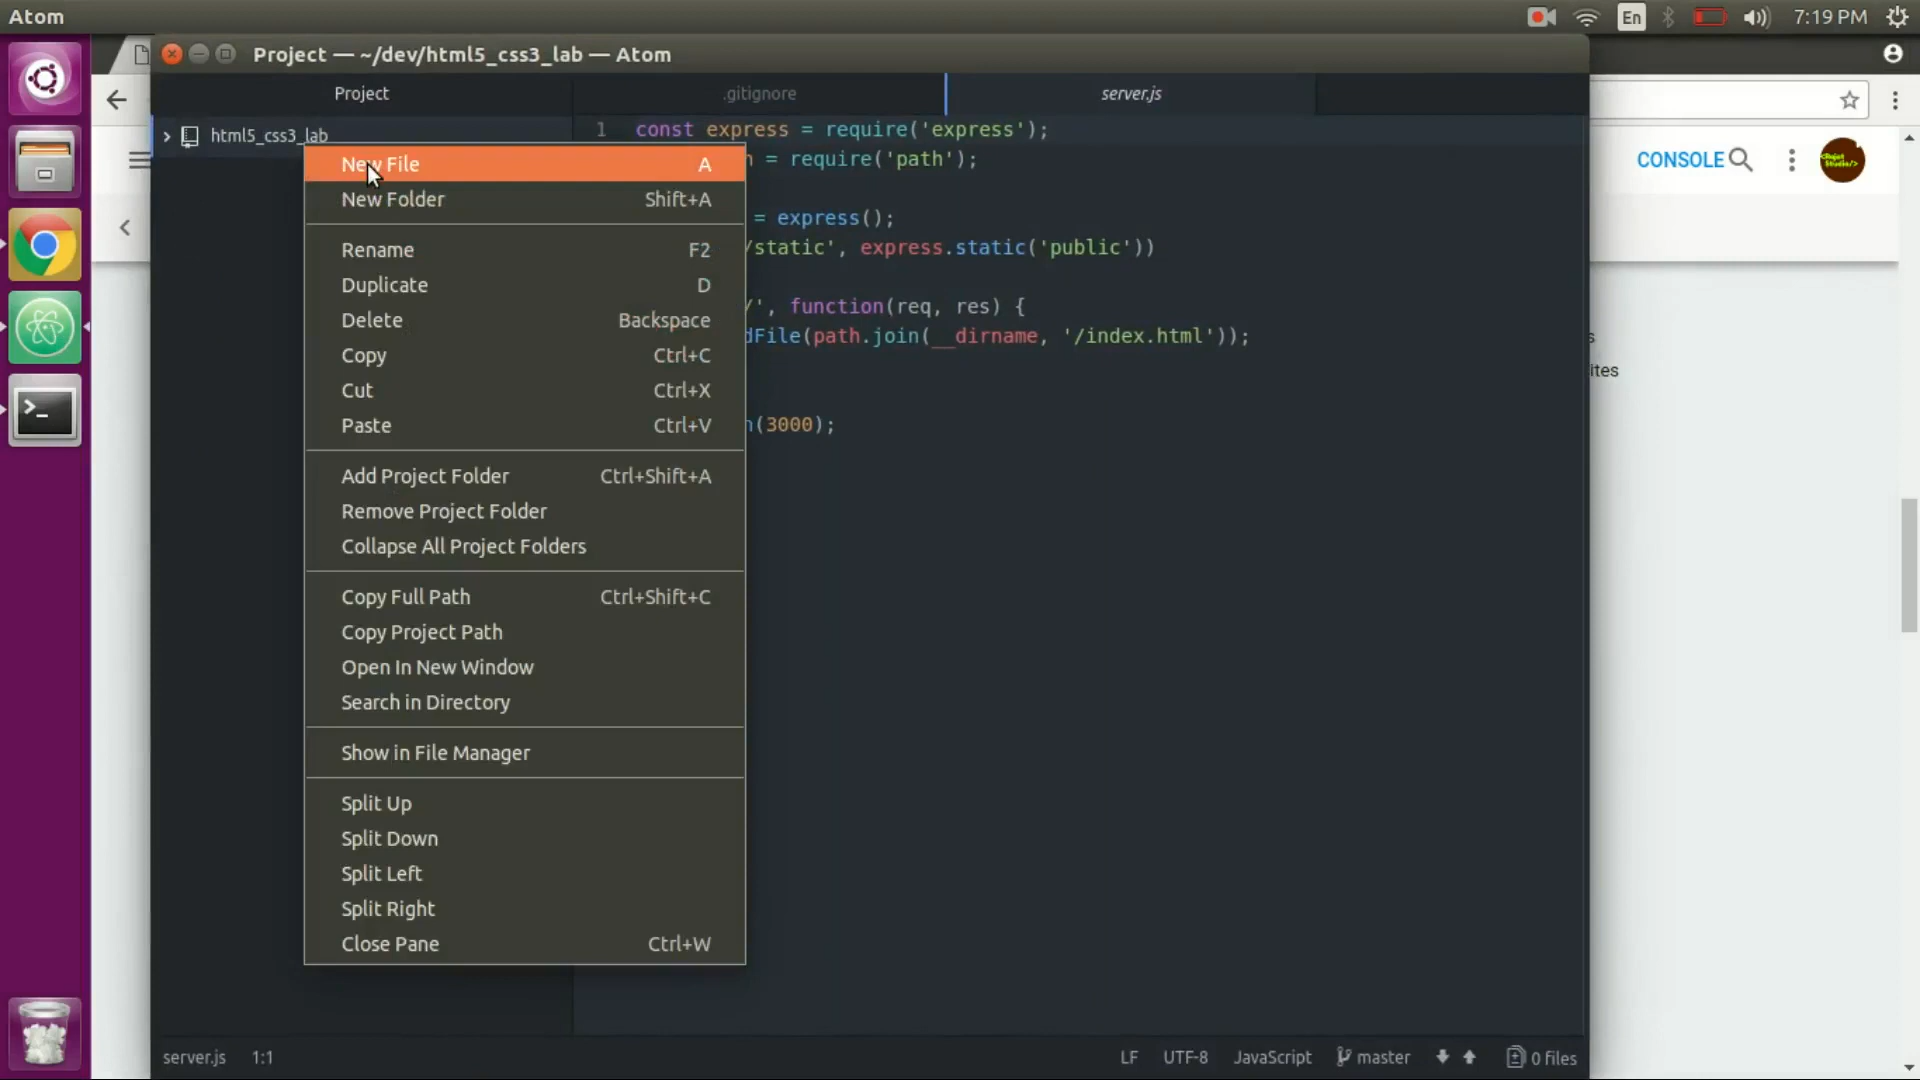 Atom
En
7:19 PM
Project — ~/dev/html5_css3_lab — Atom
Project
.gitignore
server.js
html5_css3_lab
1 const express = require('express');
= require('path');
= express();
/static', express.static('public'))
/', function(req, res) {
dFile(path.join(__dirname, '/index.html'));
(3000);
New File A
New Folder Shift+A
Rename F2
Duplicate D
Delete Backspace
Copy Ctrl+C
Cut Ctrl+X
Paste Ctrl+V
Add Project Folder Ctrl+Shift+A
Remove Project Folder
Collapse All Project Folders
Copy Full Path Ctrl+Shift+C
Copy Project Path
Open In New Window
Search in Directory
Show in File Manager
Split Up
Split Down
Split Left
Split Right
Close Pane Ctrl+W
CONSOLE
ites
server.js 1:1
LF UTF-8 JavaScript master 0 files